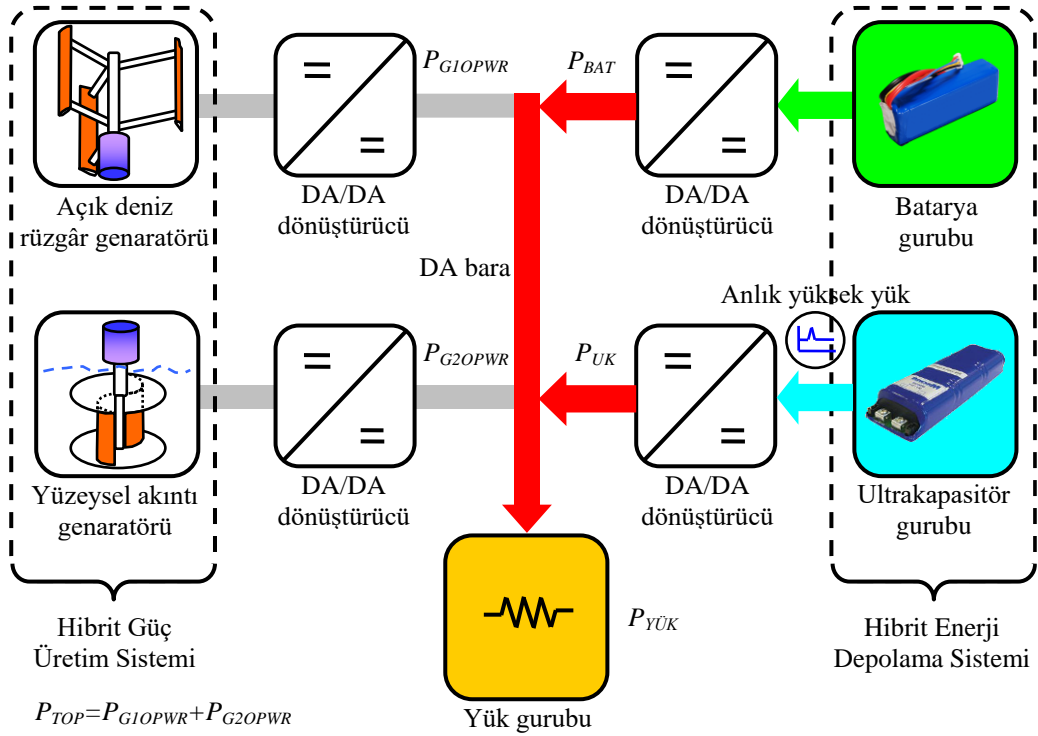 P_G1OPWR
P_BAT
DA/DA
dönüştürücü
DA/DA
dönüştürücü
Açık deniz
rüzgâr genaratörü
Batarya
gurubu
DA bara
Anlık yüksek yük
P_G2OPWR
P_UK
DA/DA
dönüştürücü
DA/DA
dönüştürücü
Yüzeysel akıntı
genaratörü
Ultrakapasitör
gurubu
P_YÜK
Hibrit Güç
Üretim Sistemi
Hibrit Enerji
Depolama Sistemi
P_TOP=P_G1OPWR+P_G2OPWR
Yük gurubu